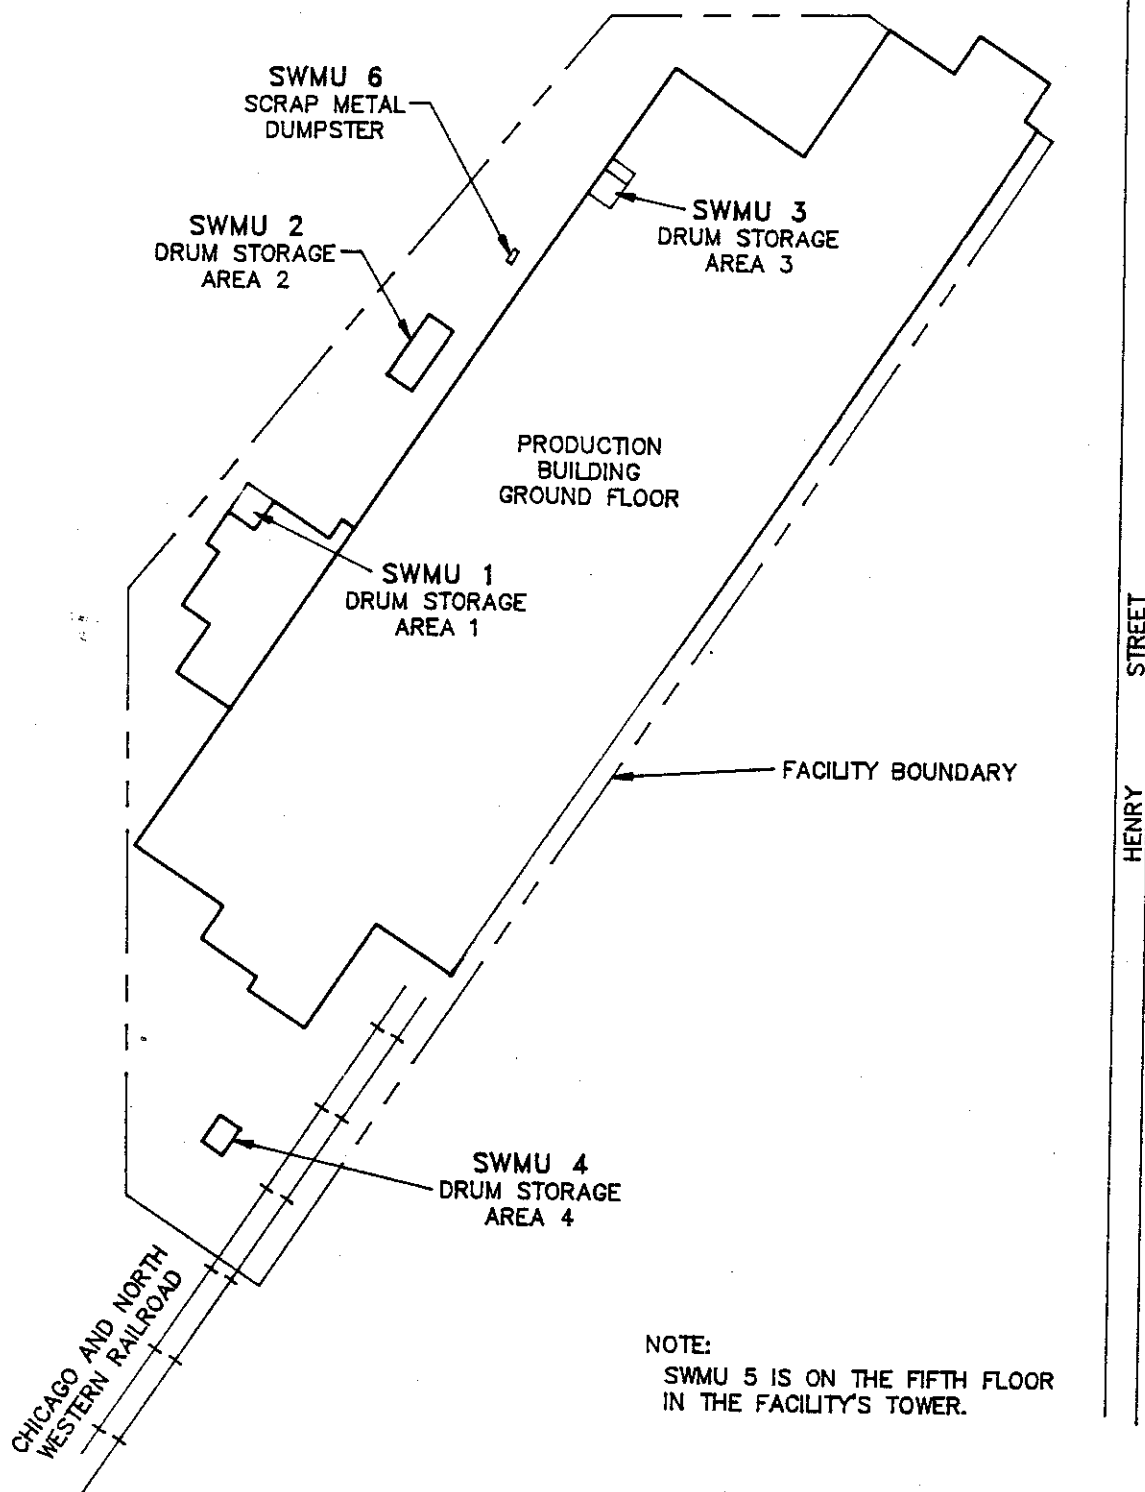 SWMU 6
SCRAP METAL
DUMPSTER
SWMU 2
DRUM STORAGE
AREA 2
SWMU 3
DRUM STORAGE
AREA 3
PRODUCTION
BUILDING
GROUND FLOOR
SWMU 1
DRUM STORAGE
AREA 1
HENRY STREET
FACILITY BOUNDARY
SWMU 4
DRUM STORAGE
AREA 4
CHICAGO AND NORTH
WESTERN RAILROAD
NOTE:
SWMU 5 IS ON THE FIFTH FLOOR
IN THE FACILITY'S TOWER.